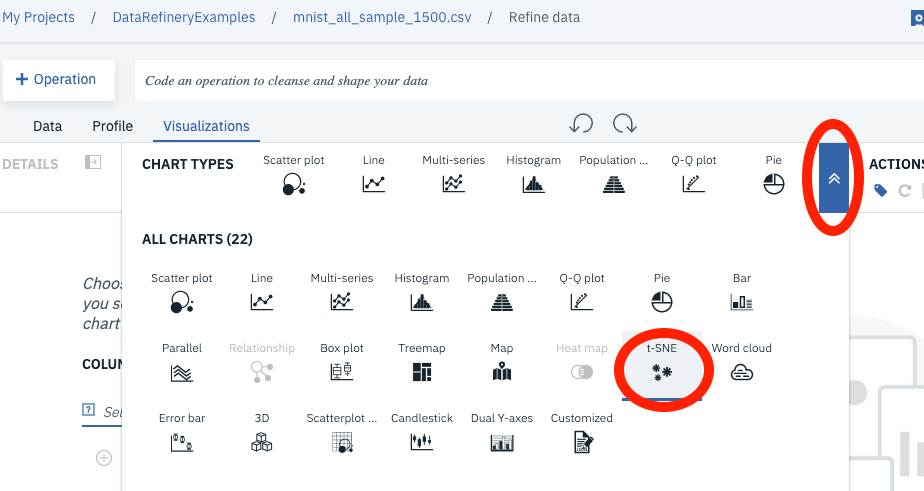 My Projects / DataRefineryExamples / mnist_all_sample_1500.csv / Refine data
+ Operation
Code an operation to cleanse and shape your data
Data Profile Visualizations
DETAILS
CHART TYPES
Scatter plot Line Multi-series Histogram Population ... Q-Q plot Pie
ACTIONS
ALL CHARTS (22)
Scatter plot Line Multi-series Histogram Population ... Q-Q plot Pie Bar
Parallel Relationship Box plot Treemap Map Heat map t-SNE Word cloud
Error bar 3D Scatterplot ... Candlestick Dual Y-axes Customized
you s
chart